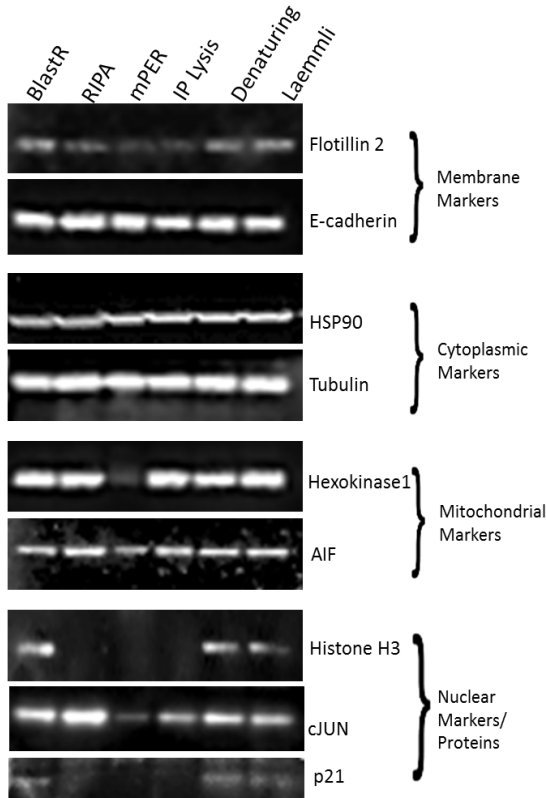 BlastR
RIPA
mPER
IP Lysis
Denaturing
Laemmli
Flotillin 2
E-cadherin
Membrane
Markers
HSP90
Tubulin
Cytoplasmic
Markers
Hexokinase1
AIF
Mitochondrial
Markers
Histone H3
cJUN
p21
Nuclear
Markers/
Proteins